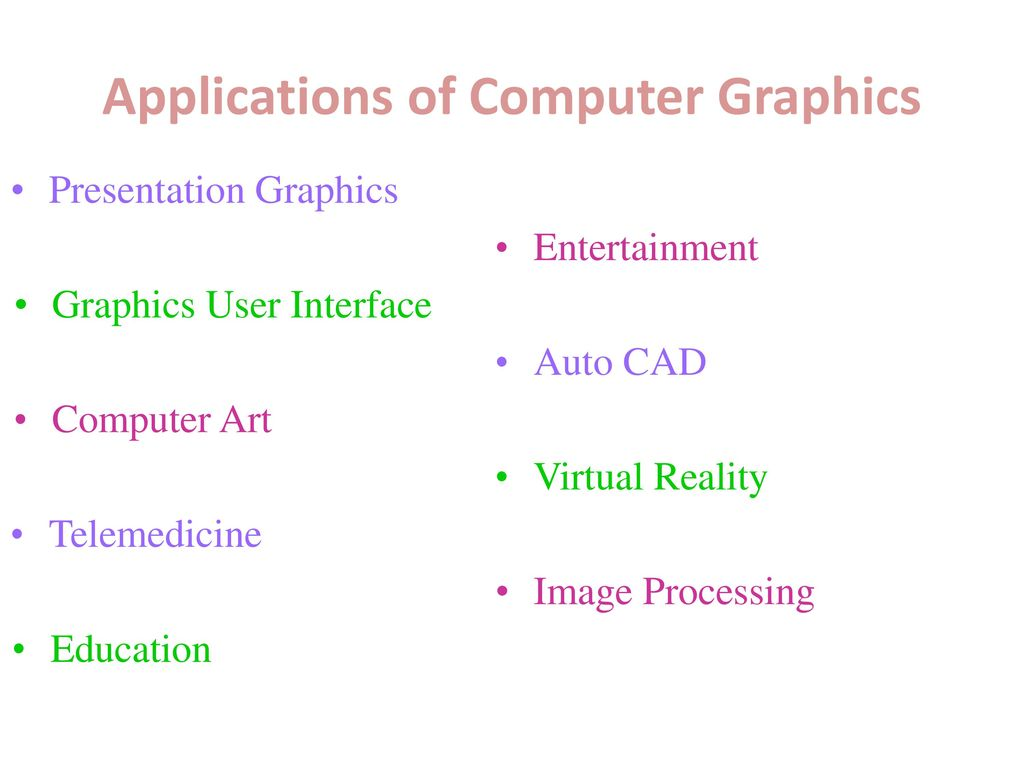 Applications of Computer Graphics
• Presentation Graphics
• Entertainment
• Graphics User Interface
• Auto CAD
• Computer Art
• Virtual Reality
• Telemedicine
• Image Processing
• Education